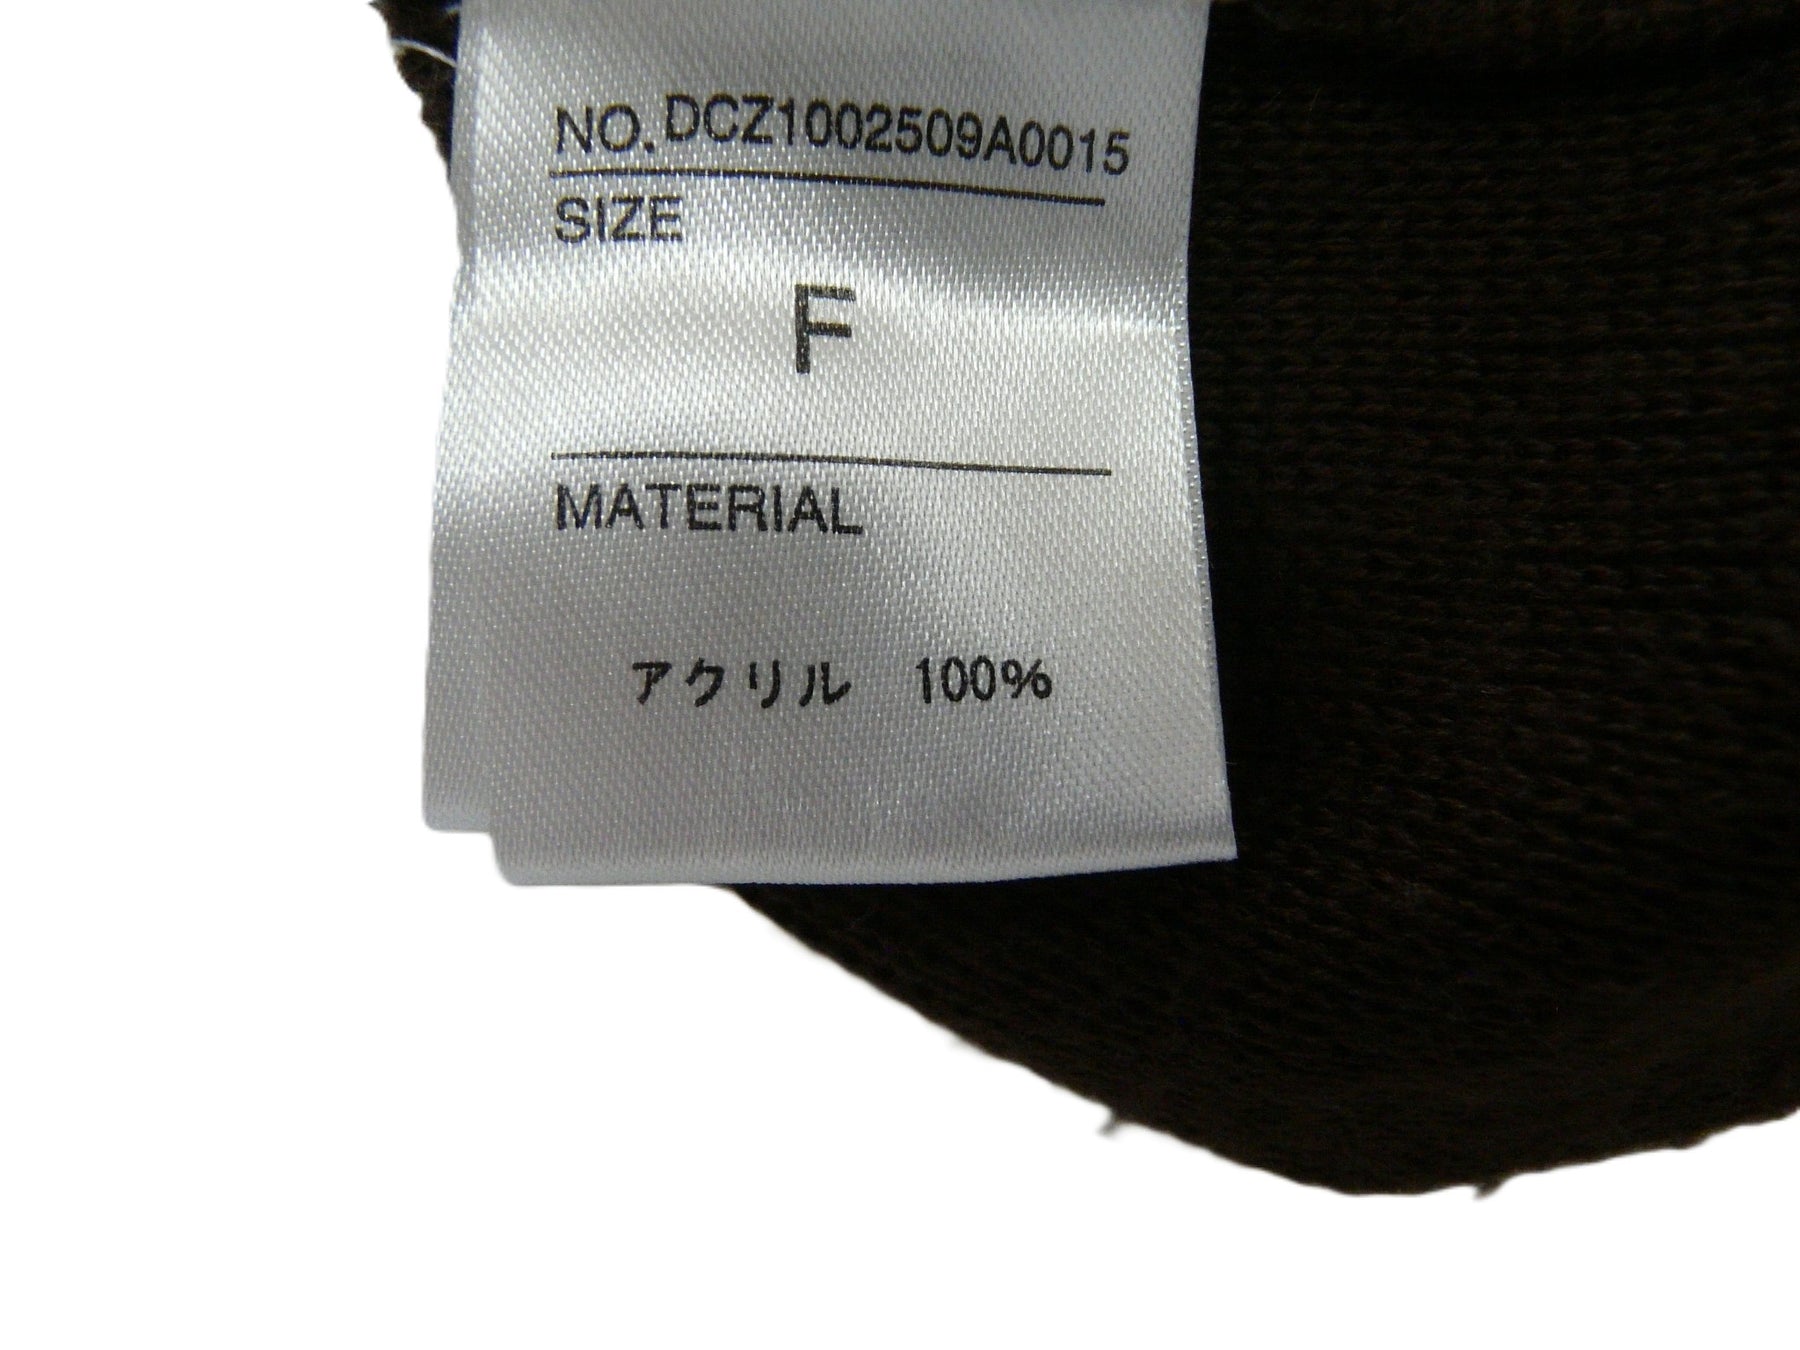 NO. DCZ1002509A0015
SIZE
F
MATERIAL
アクリル 100%